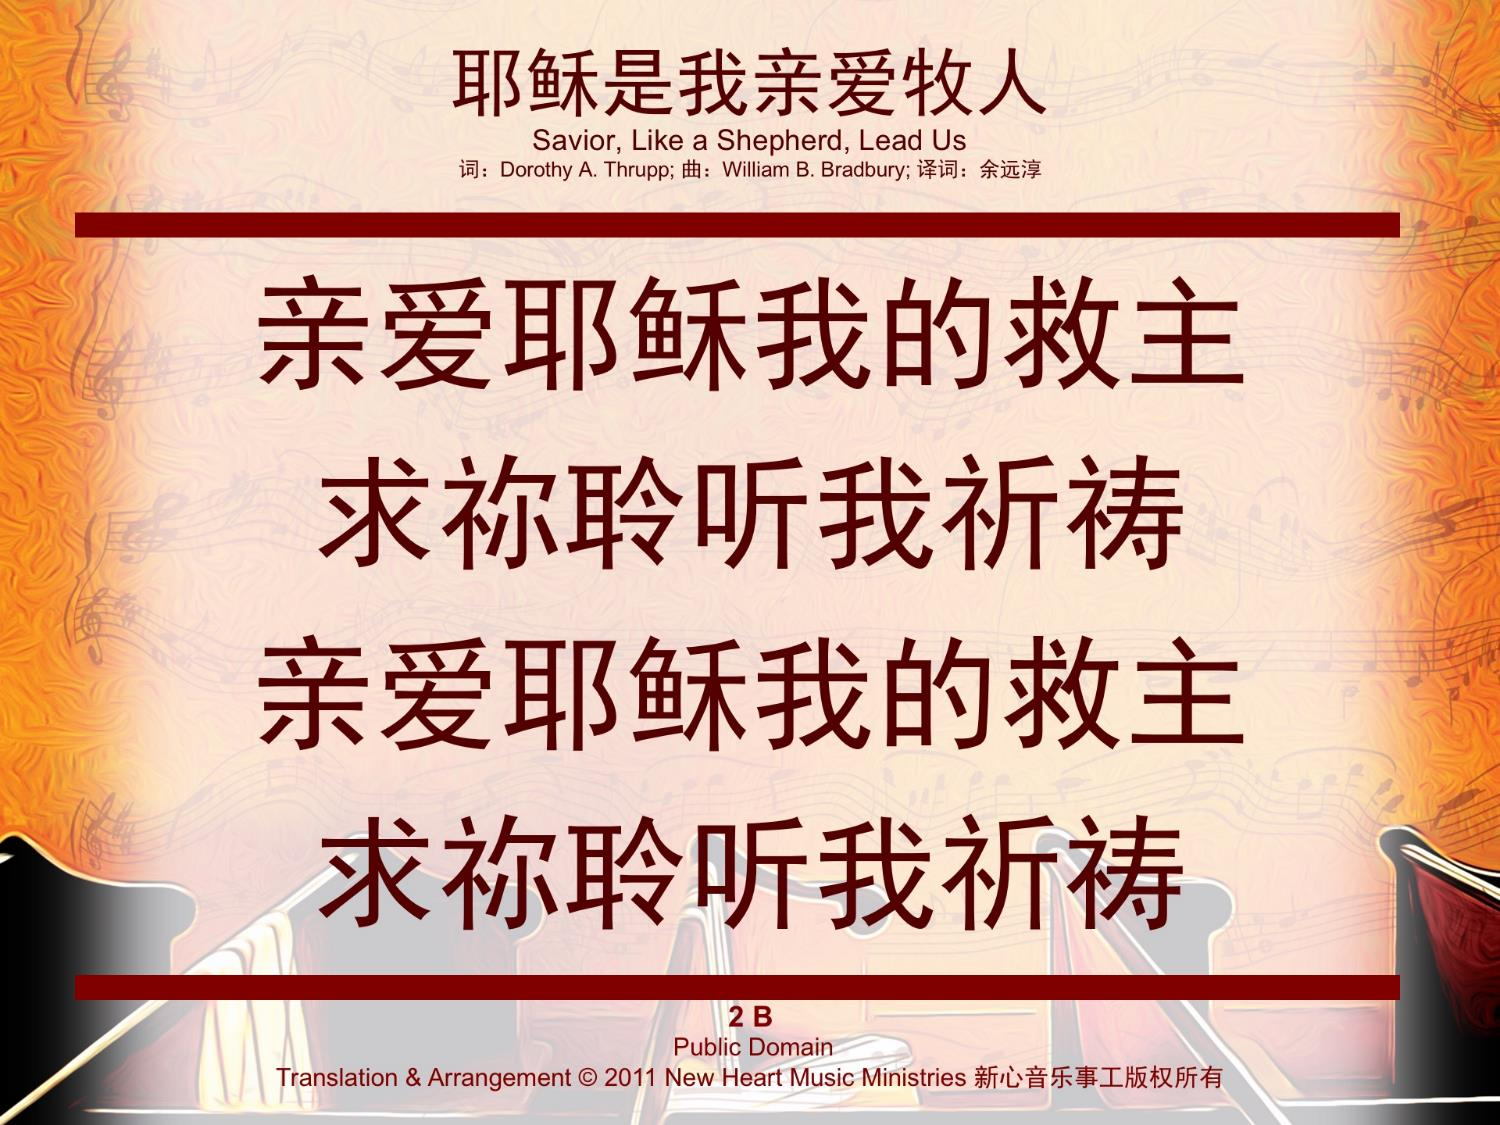 耶稣是我亲爱牧人
Savior, Like a Shepherd, Lead Us
词：Dorothy A. Thrupp; 曲：William B. Bradbury; 译词：余远淳
亲爱耶稣我的救主
求祢聆听我祈祷
亲爱耶稣我的救主
求祢聆听我祈祷
2 B
Public Domain
Translation & Arrangement © 2011 New Heart Music Ministries 新心音乐事工版权所有